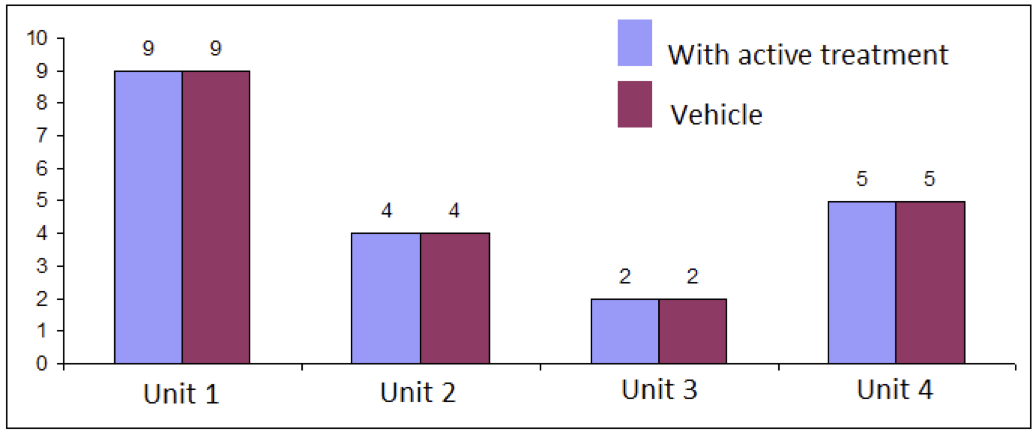 10
9
8
7
6
5
4
3
2
1
0
9 9
4 4
2 2
5 5
With active treatment
Vehicle
Unit 1
Unit 2
Unit 3
Unit 4